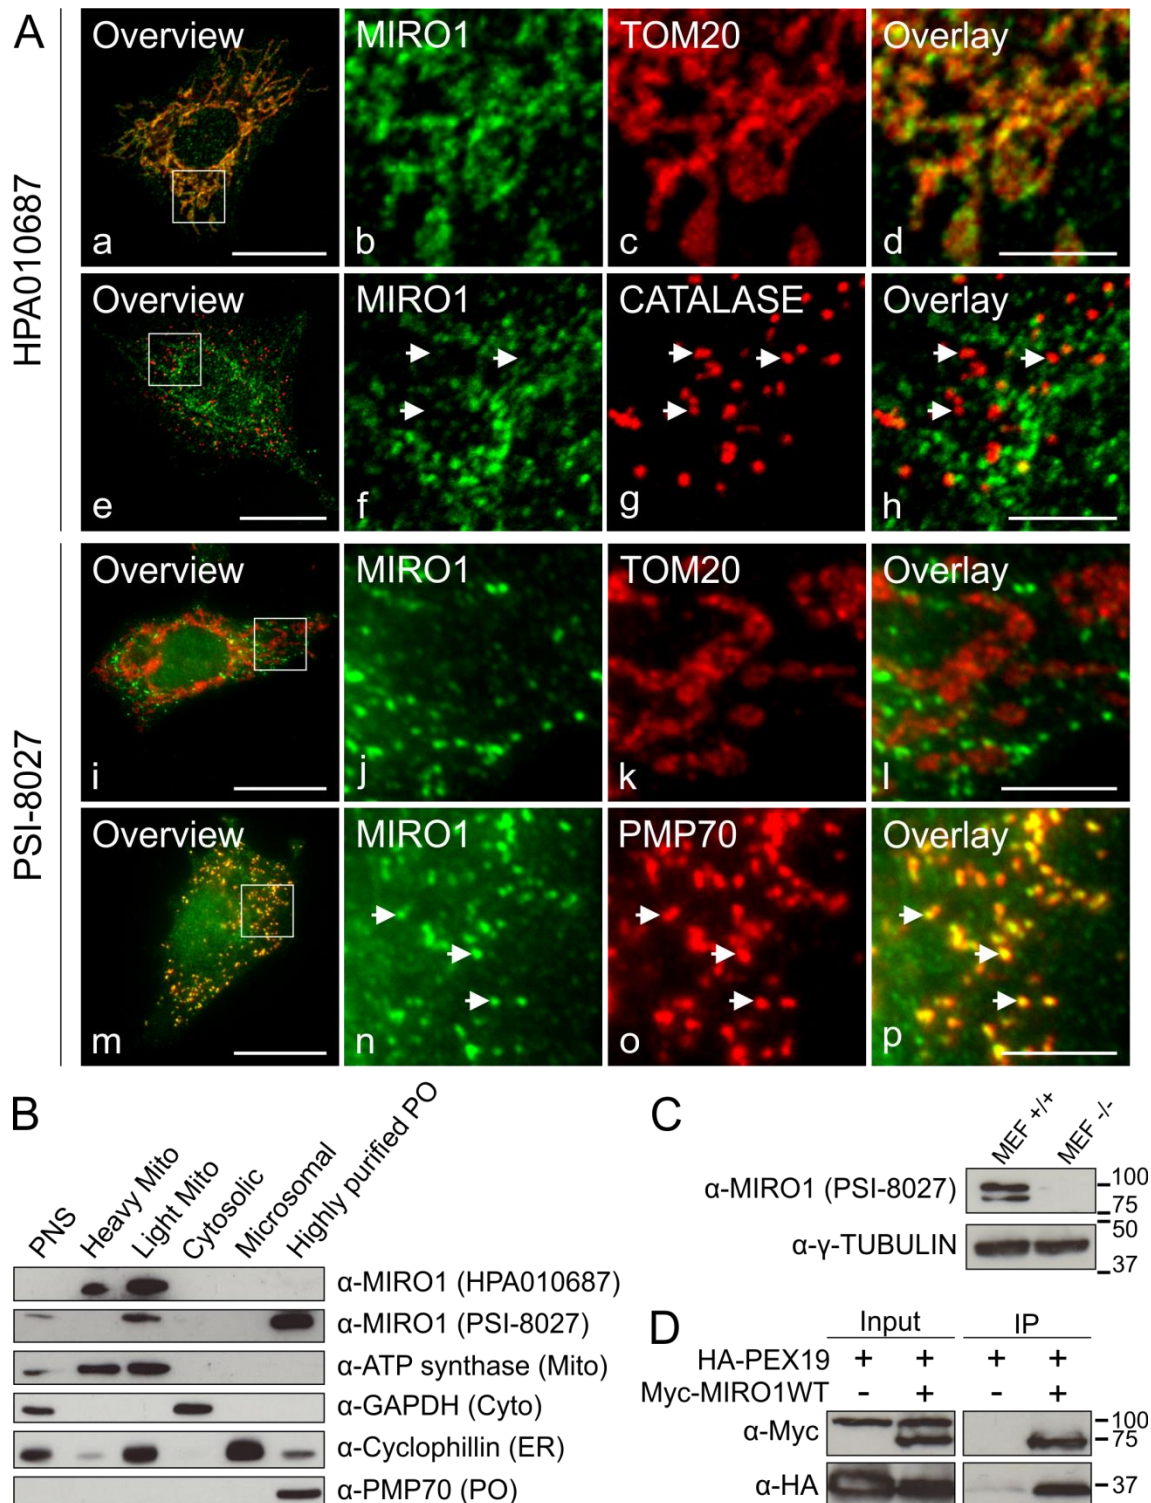 A
HPA010687
Overview
MIRO1
TOM20
Overlay
a
b
c
d
Overview
MIRO1
CATALASE
Overlay
e
f
g
h
PSI-8027
Overview
MIRO1
TOM20
Overlay
i
j
k
l
Overview
MIRO1
PMP70
Overlay
m
n
o
p
B
PNS
Heavy Mito
Light Mito
Cytosolic
Microsomal
Highly purified PO
α-MIRO1 (HPA010687)
α-MIRO1 (PSI-8027)
α-ATP synthase (Mito)
α-GAPDH (Cyto)
α-Cyclophillin (ER)
α-PMP70 (PO)
C
MEF +/+
MEF -/-
α-MIRO1 (PSI-8027)
100
75
α-γ-TUBULIN
50
37
D
Input
IP
HA-PEX19 + + + +
Myc-MIRO1WT - + - +
α-Myc
100
75
α-HA
37